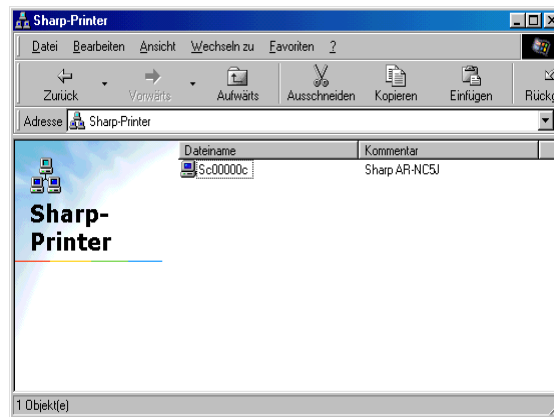 Sharp-Printer
Datei Bearbeiten Ansicht Wechseln zu Favoriten ?
Zurück Vorwärts Aufwärts Ausschneiden Kopieren Einfügen Rückg
Adresse Sharp-Printer
Dateiname Kommentar
Sc00000c Sharp AR-NC5J
Sharp-
Printer
1 Objekt(e)